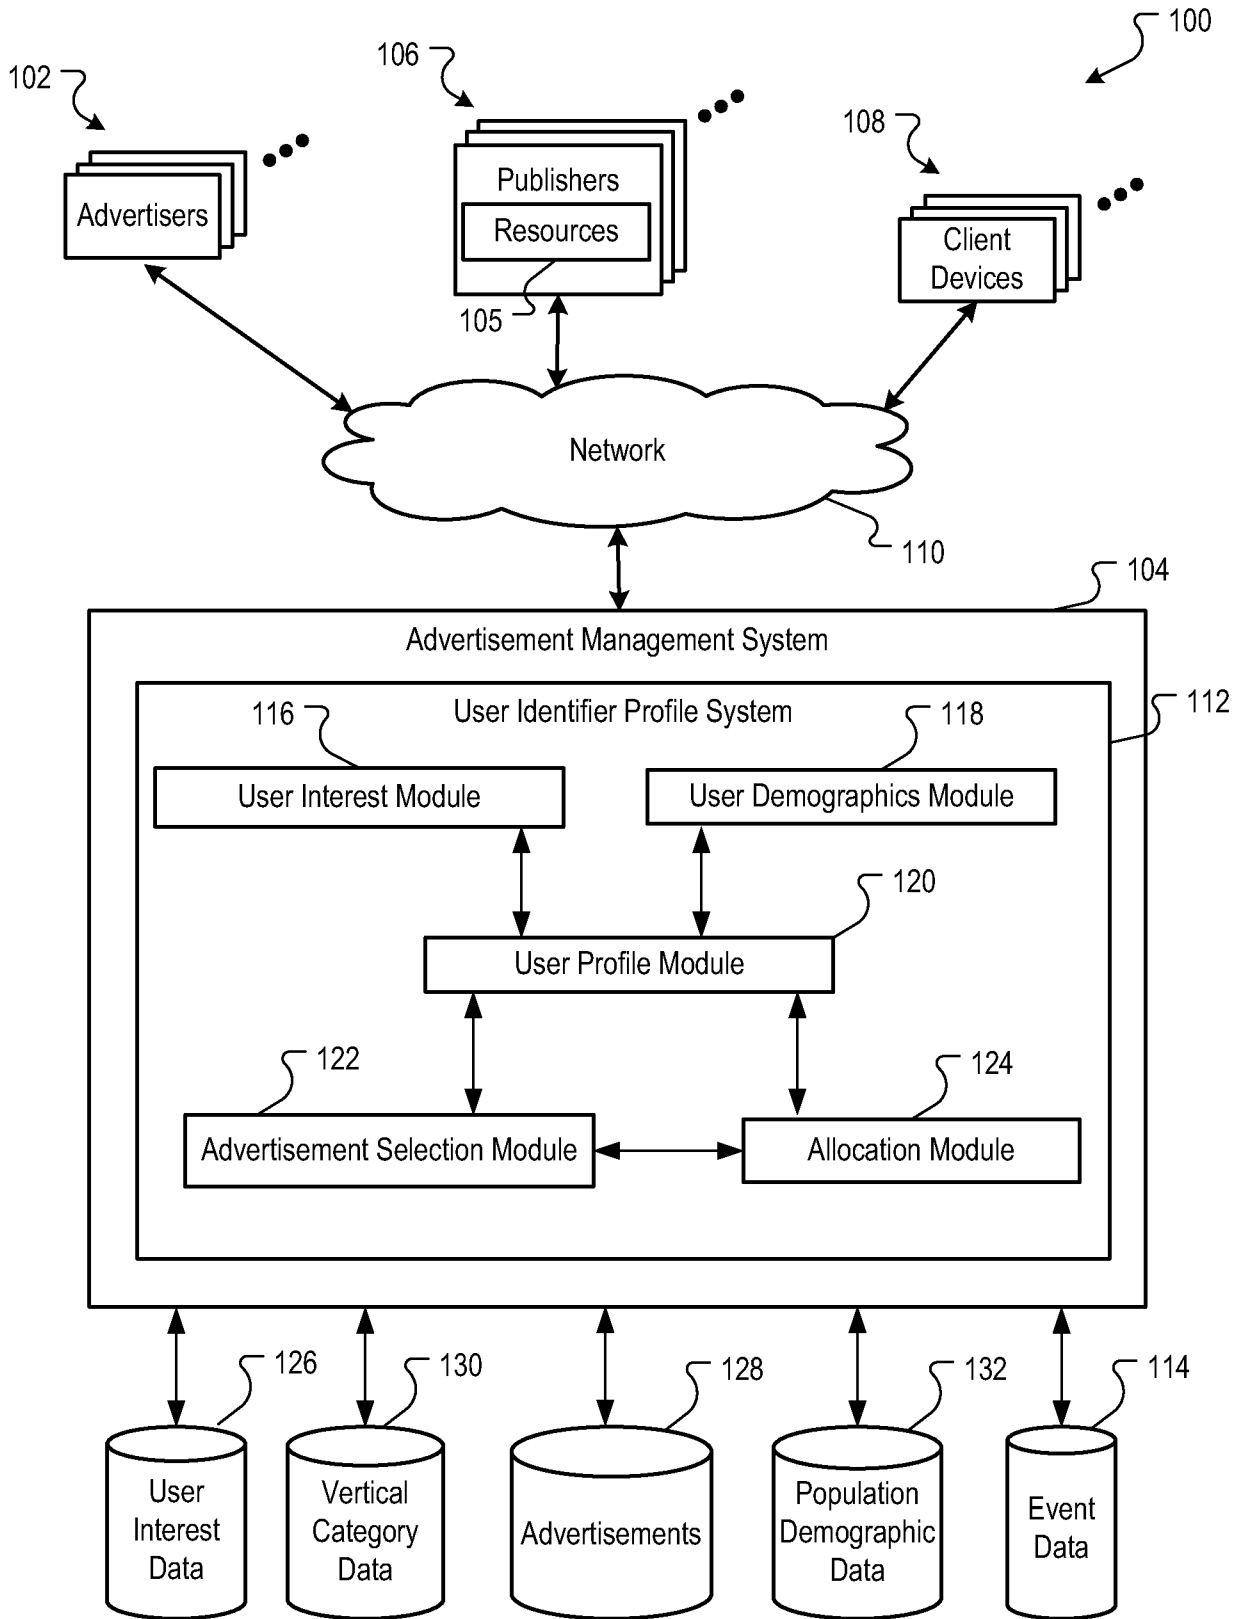 100
102
106
108
Advertisers
Publishers
Resources
Client
Devices
105
Network
110
104
Advertisement Management System
112
User Identifier Profile System
116
118
User Interest Module
User Demographics Module
120
User Profile Module
122
124
Advertisement Selection Module
Allocation Module
126
130
128
132
114
User
Interest
Data
Vertical
Category
Data
Advertisements
Population
Demographic
Data
Event
Data